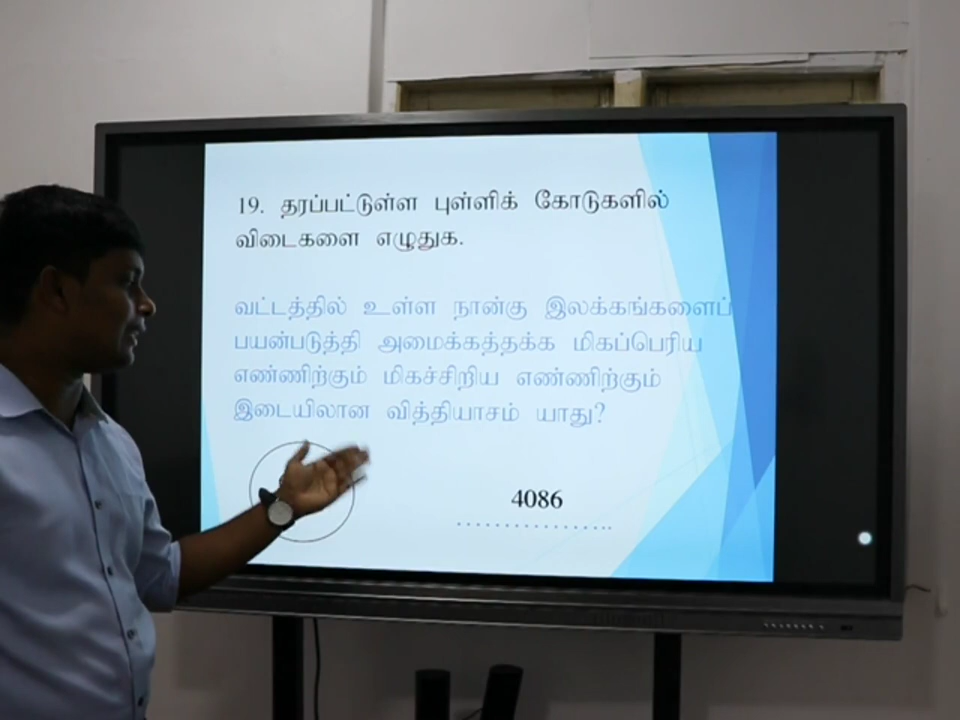 19. தரப்பட்டுள்ள புள்ளிக் கோடுகளில்
விடைகளை எழுதுக.
வட்டத்தில் உள்ள நான்கு இலக்கங்களைப்
பயன்படுத்தி அமைக்கத்தக்க மிகப்பெரிய
எண்ணிற்கும் மிகச்சிறிய எண்ணிற்கும்
இடையிலான வித்தியாசம் யாது?
4086